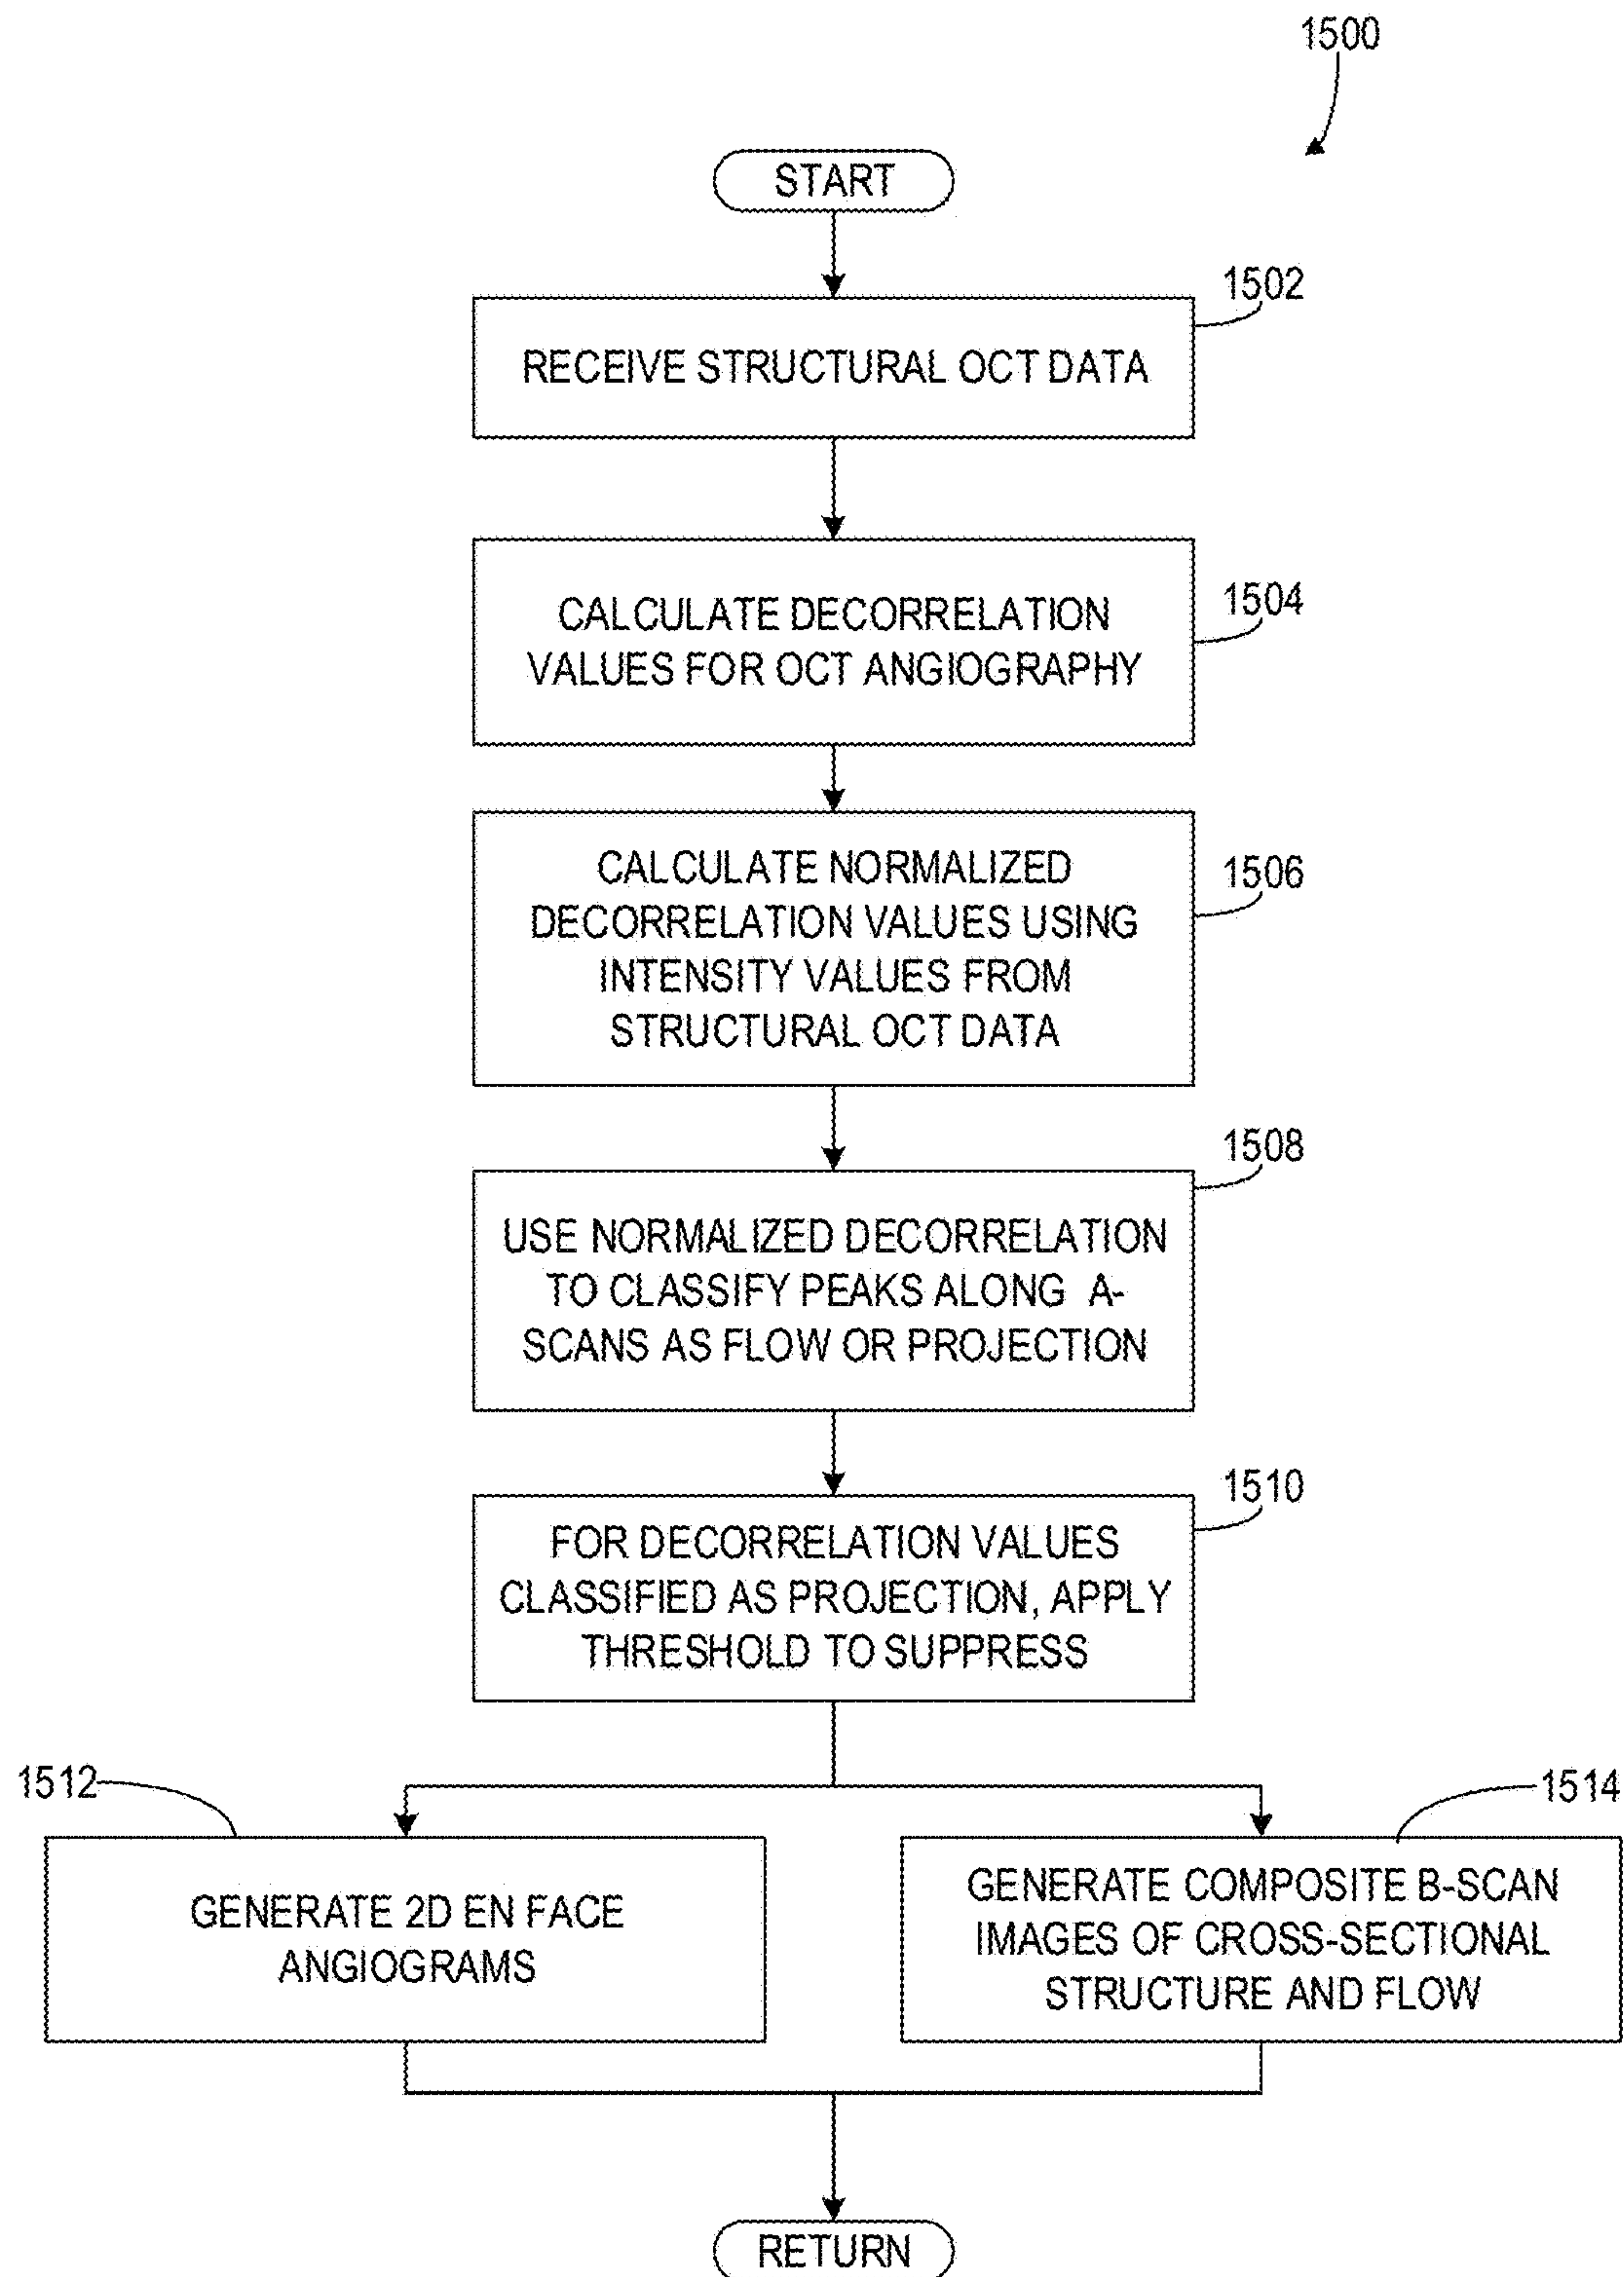 1500
START
1502
RECEIVE STRUCTURAL OCT DATA
1504
CALCULATE DECORRELATION
VALUES FOR OCT ANGIOGRAPHY
1506
CALCULATE NORMALIZED
DECORRELATION VALUES USING
INTENSITY VALUES FROM
STRUCTURAL OCT DATA
1508
USE NORMALIZED DECORRELATION
TO CLASSIFY PEAKS ALONG A-
SCANS AS FLOW OR PROJECTION
1510
FOR DECORRELATION VALUES
CLASSIFIED AS PROJECTION, APPLY
THRESHOLD TO SUPPRESS
1512
GENERATE 2D EN FACE
ANGIOGRAMS
1514
GENERATE COMPOSITE B-SCAN
IMAGES OF CROSS-SECTIONAL
STRUCTURE AND FLOW
RETURN